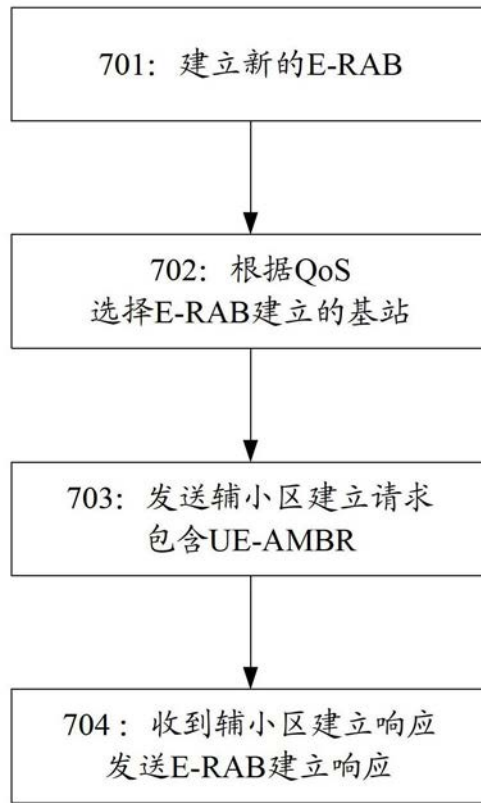 701: 建立新的E-RAB
702: 根据QoS
选择E-RAB建立的基站
703: 发送辅小区建立请求
包含UE-AMBR
704: 收到辅小区建立响应
发送E-RAB建立响应